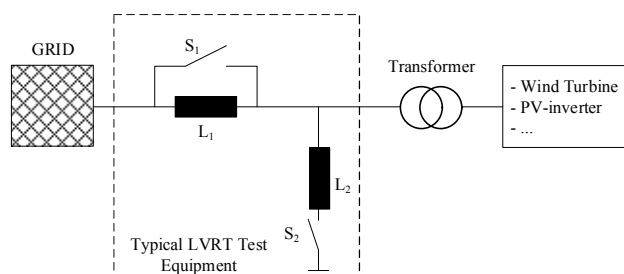 GRID
S1
L1
L2
S2
Typical LVRT Test
Equipment
Transformer
- Wind Turbine
- PV-inverter
- ...